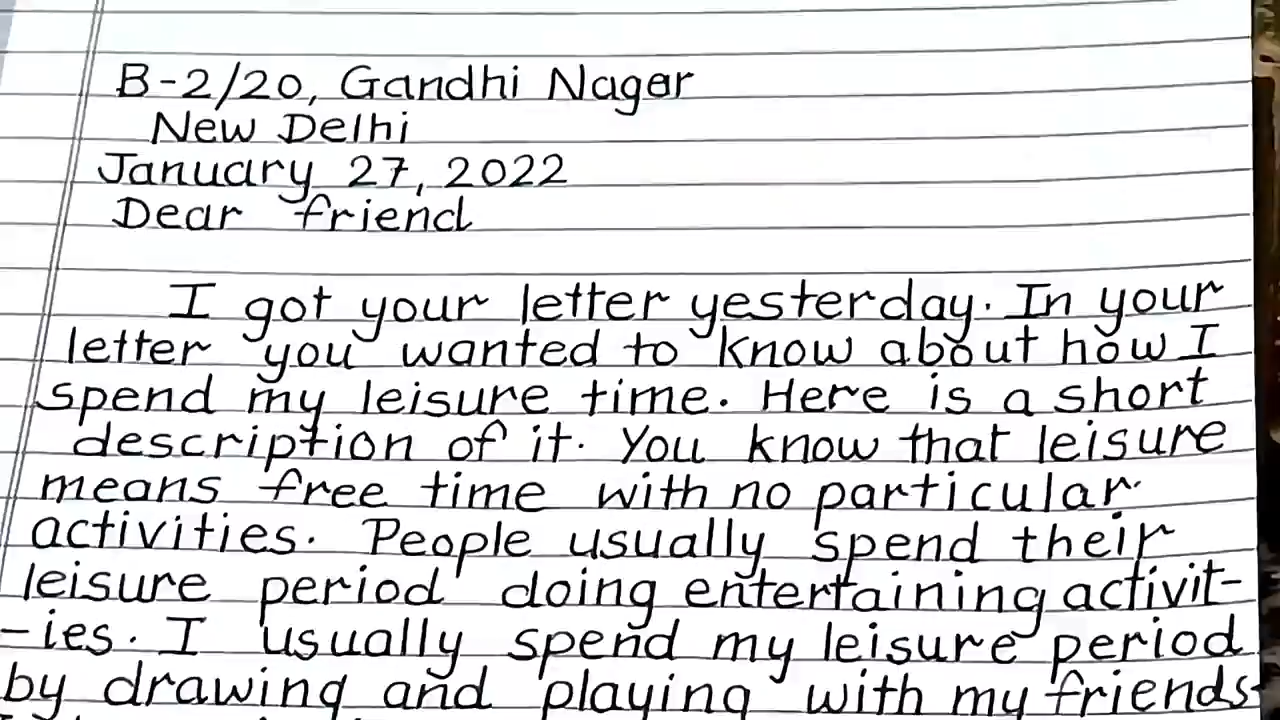 B-2/20, Gandhi Nagar
New Delhi
January 27, 2022
Dear friend
I got your letter yesterday. In your
letter you wanted to know about how I
spend my leisure time. Here is a short
description of it. You know that leisure
means free time with no particular
activities. People usually spend their
leisure period doing entertaining activit-
-ies. I usually spend my leisure period
by drawing and playing with my friends